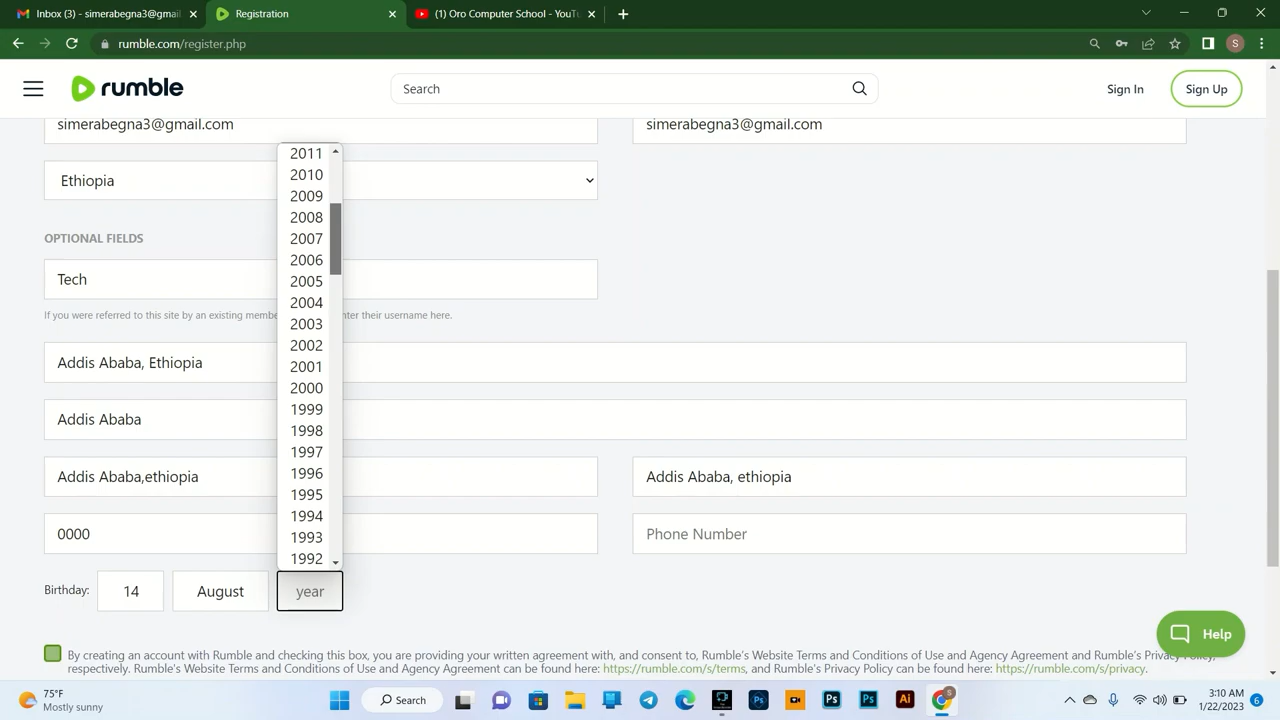 Inbox (3) - simerabegna3@gmail
Registration
(1) Oro Computer School - YouTu
rumble.com/register.php
S
rumble
Search
Sign In
Sign Up
simerabegna3@gmail.com
simerabegna3@gmail.com
Ethiopia
2011
2010
2009
2008
2007
2006
2005
2004
2003
2002
2001
2000
1999
1998
1997
1996
1995
1994
1993
1992
OPTIONAL FIELDS
Tech
If you were referred to this site by an existing membe nter their username here.
Addis Ababa, Ethiopia
Addis Ababa
Addis Ababa,ethiopia
Addis Ababa, ethiopia
0000
Phone Number
Birthday: 14 August year
Help
By creating an account with Rumble and checking this box, you are providing your written agreement with, and consent to, Rumble's Website Terms and Conditions of Use and Agency Agreement and Rumble's Privacy Policy,
respectively. Rumble's Website Terms and Conditions of Use and Agency Agreement can be found here: https://rumble.com/s/terms, and Rumble's Privacy Policy can be found here: https://rumble.com/s/privacy.
75°F
Mostly sunny
Search
Ps
Ps
Ps
Ai
S
3:10 AM
1/22/2023
6